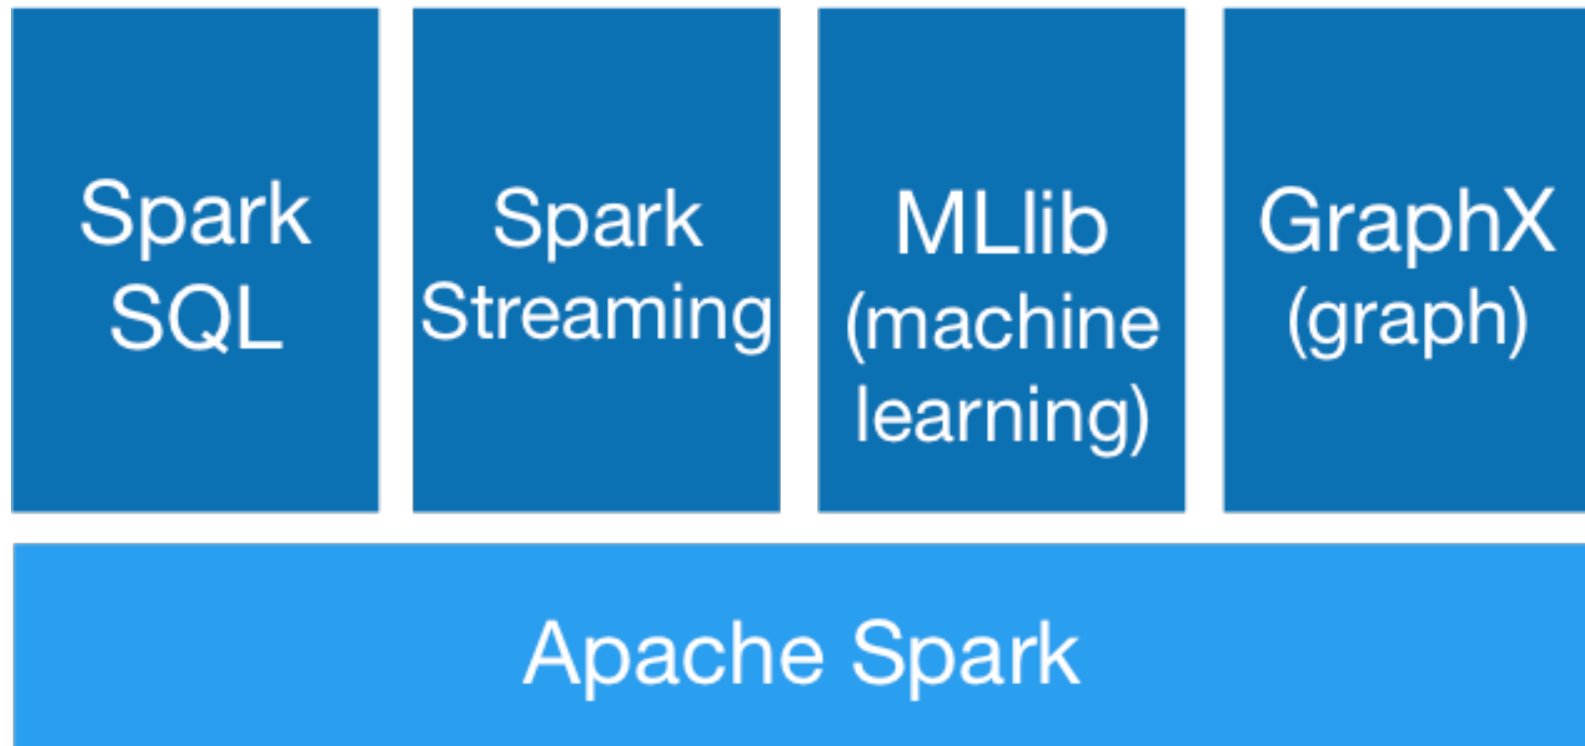 Spark
SQL
Spark
Streaming
MLlib
(machine
learning)
GraphX
(graph)
Apache Spark